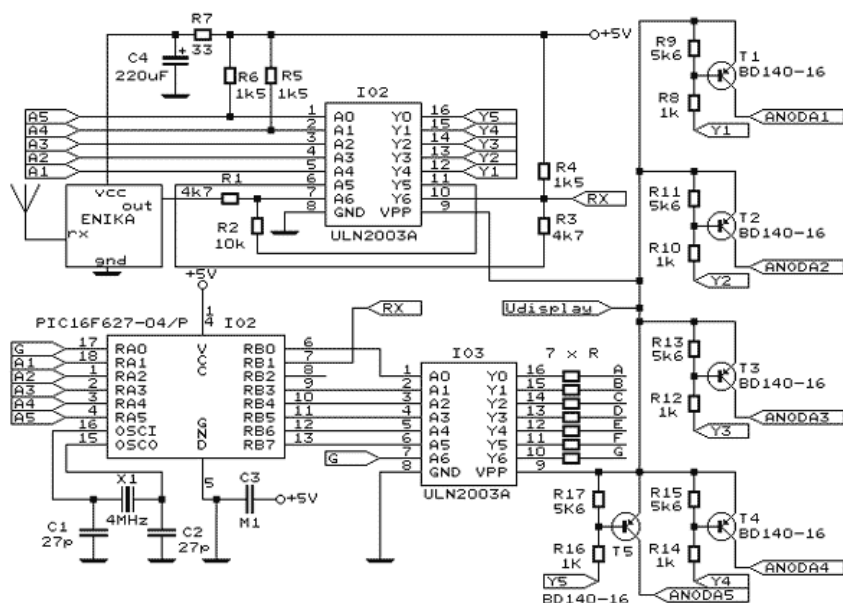 R7
33
+5V
C4
220uF
R6
1k5
R5
1k5
IO2
A5
A4
A3
A2
A1
1
2
3
4
5
6
7
8
A0
A1
A2
A3
A4
A5
A6
GND
Y0
Y1
Y2
Y3
Y4
Y5
Y6
VPP
16
15
14
13
12
11
10
9
Y5
Y4
Y3
Y2
Y1
ULN2003A
R4
1k5
RX
R3
4k7
R1
4k7
R2
10k
vcc
out
ENIKA
rx
gnd
R9
5k6
T1
BD140-16
R8
1k
Y1
ANODA1
R11
5k6
T2
BD140-16
R10
1k
Y2
ANODA2
Udisplay
R13
5k6
T3
BD140-16
R12
1k
Y3
ANODA3
+5V
PIC16F627-04/P
IO2
1
4
G
A1
A2
A3
A4
A5
17
18
1
2
3
4
16
15
RA0
RA1
RA2
RA3
RA4
RA5
OSCI
OSCO
VCC
GND
RB0
RB1
RB2
RB3
RB4
RB5
RB6
RB7
6
7
8
9
10
11
12
13
RX
5
C3
M1
+5V
X1
4MHz
C1
27p
C2
27p
IO3
7 x R
1
2
3
4
5
6
7
8
A0
A1
A2
A3
A4
A5
A6
GND
Y0
Y1
Y2
Y3
Y4
Y5
Y6
VPP
16
15
14
13
12
11
10
9
A
B
C
D
E
F
G
G
ULN2003A
R17
5K6
T5
R16
1K
Y5
BD140-16
R15
5k6
T4
BD140-16
R14
1k
Y4
ANODA4
ANODA5